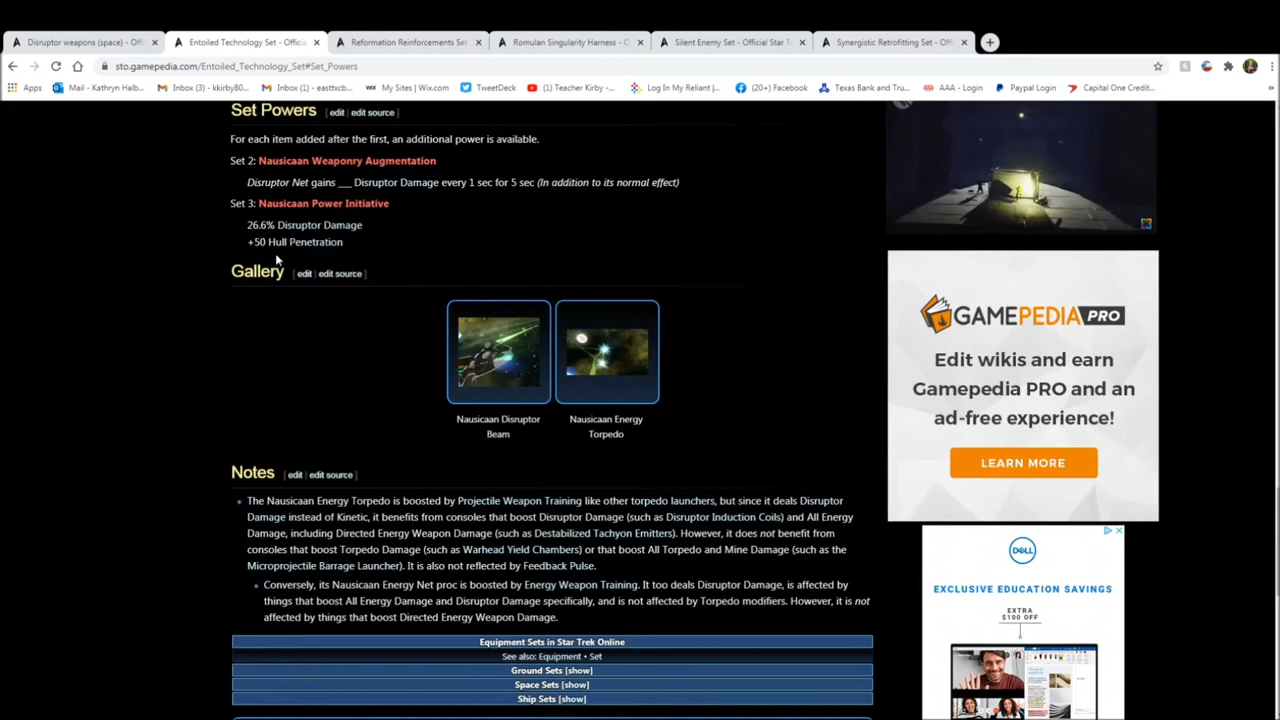 Disruptor weapons (space) - Offi
Entoiled Technology Set - Officia
Reformation Reinforcements Set
Romulan Singularity Harness - O
Silent Enemy Set - Official Star T
Synergistic Retrofitting Set - Off
sto.gamepedia.com/Entoiled_Technology_Set#Set_Powers
Apps
Mail - Kathryn Halb...
Inbox (3) - kkirby80...
Inbox (1) - easttxcb...
My Sites | Wix.com
TweetDeck
(1) Teacher Kirby -...
Log In My Reliant |...
(20+) Facebook
Texas Bank and Tru...
AAA - Login
Paypal Login
Capital One Credit...
Set Powers [ edit | edit source ]
For each item added after the first, an additional power is available.
Set 2: Nausicaan Weaponry Augmentation
Disruptor Net gains ___ Disruptor Damage every 1 sec for 5 sec (In addition to its normal effect)
Set 3: Nausicaan Power Initiative
26.6% Disruptor Damage
+50 Hull Penetration
Gallery [ edit | edit source ]
Nausicaan Disruptor
Beam
Nausicaan Energy
Torpedo
Notes [ edit | edit source ]
The Nausicaan Energy Torpedo is boosted by Projectile Weapon Training like other torpedo launchers, but since it deals Disruptor
Damage instead of Kinetic, it benefits from consoles that boost Disruptor Damage (such as Disruptor Induction Coils) and All Energy
Damage, including Directed Energy Weapon Damage (such as Destabilized Tachyon Emitters). However, it does not benefit from
consoles that boost Torpedo Damage (such as Warhead Yield Chambers) or that boost All Torpedo and Mine Damage (such as the
Microprojectile Barrage Launcher). It is also not reflected by Feedback Pulse.
Conversely, its Nausicaan Energy Net proc is boosted by Energy Weapon Training. It too deals Disruptor Damage, is affected by
things that boost All Energy Damage and Disruptor Damage specifically, and is not affected by Torpedo modifiers. However, it is not
affected by things that boost Directed Energy Weapon Damage.
Equipment Sets in Star Trek Online
See also: Equipment • Set
Ground Sets [show]
Space Sets [show]
Ship Sets [show]
GAMEPEDIA PRO
Edit wikis and earn
Gamepedia PRO and an
ad-free experience!
LEARN MORE
DELL
EXCLUSIVE EDUCATION SAVINGS
EXTRA
$100 OFF